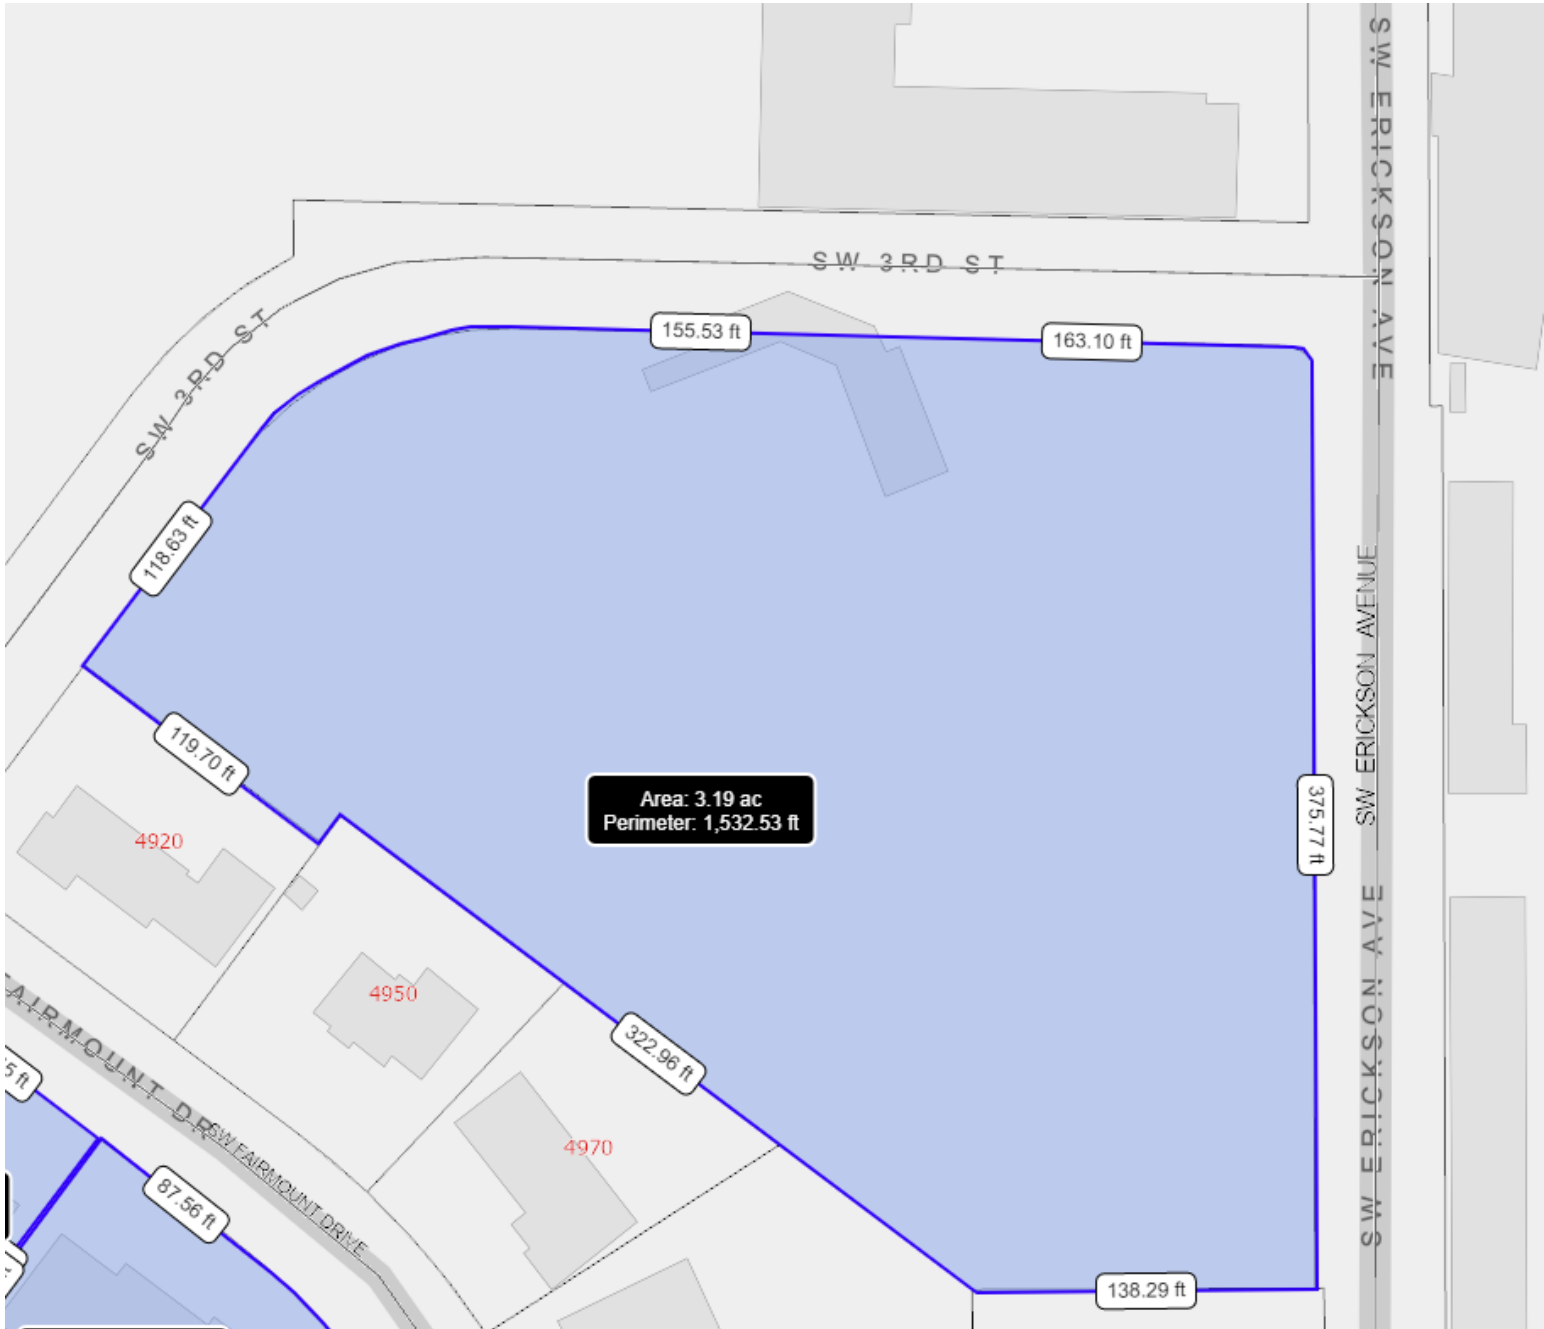 SW ERICKSON AVE
SW 3RD ST
SW 3RD ST
155.53 ft
163.10 ft
118.63 ft
SW ERICKSON AVENUE
119.70 ft
Area: 3.19 ac
Perimeter: 1,532.53 ft
375.77 ft
4920
4950
SW ERICKSON AVE
FAIRMOUNT DR
322.96 ft
5 ft
SW FAIRMOUNT DRIVE
4970
87.56 ft
138.29 ft